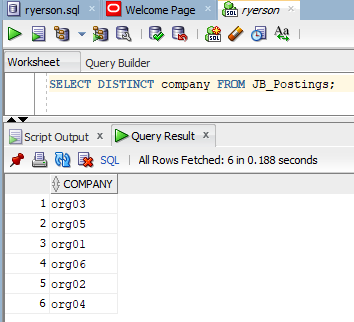 ryerson.sql Welcome Page ryerson
SQL
Aa
Worksheet Query Builder
SELECT DISTINCT company FROM JB_Postings;
Script Output Query Result
SQL All Rows Fetched: 6 in 0.188 seconds
COMPANY
1 org03
2 org05
3 org01
4 org06
5 org02
6 org04